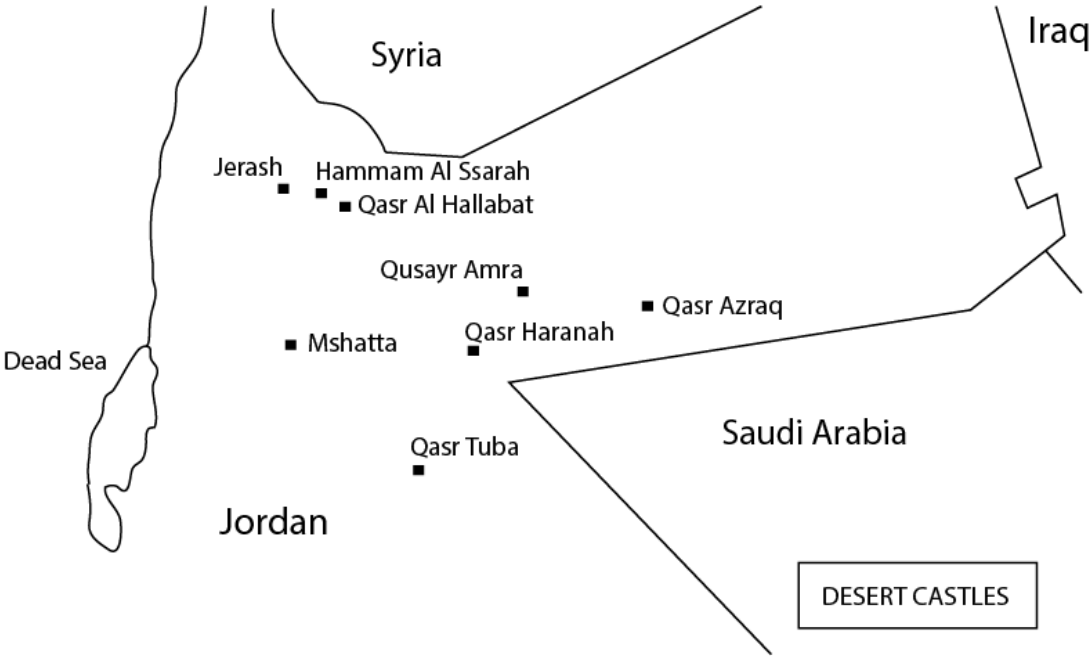 Iraq
Syria
Jerash
Hammam Al Ssarah
Qasr Al Hallabat
Qusayr Amra
Qasr Azraq
Qasr Haranah
Mshatta
Dead Sea
Saudi Arabia
Qasr Tuba
Jordan
DESERT CASTLES